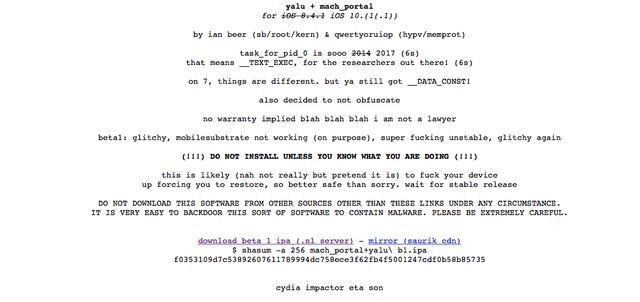 yalu + mach_portal
for iOS 8.4.1 iOS 10.(1(.1))
by ian beer (sb/root/kern) & qwertyoruiop (hypv/memprot)
task_for_pid_0 is sooo 2014 2017 (6s)
that means __TEXT_EXEC, for the researchers out there! (6s)
on 7, things are different. but ya still got __DATA_CONST!
also decided to not obfuscate
no warranty implied blah blah blah i am not a lawyer
beta1: glitchy, mobilesubstrate not working (on purpose), super fucking unstable, glitchy again
(!!!) DO NOT INSTALL UNLESS YOU KNOW WHAT YOU ARE DOING (!!!)
this is likely (nah not really but pretend it is) to fuck your device
up forcing you to restore, so better safe than sorry. wait for stable release
DO NOT DOWNLOAD THIS SOFTWARE FROM OTHER SOURCES OTHER THAN THESE LINKS UNDER ANY CIRCUMSTANCE.
IT IS VERY EASY TO BACKDOOR THIS SORT OF SOFTWARE TO CONTAIN MALWARE. PLEASE BE EXTREMELY CAREFUL.
download beta 1 ipa (.nl server) - mirror (saurik cdn)
$ shasum -a 256 mach_portal+yalu\ b1.ipa
f0353109d7c53892607611789994dc758ece3f62fb4f5001247cdf0b58b85735
cydia impactor eta son